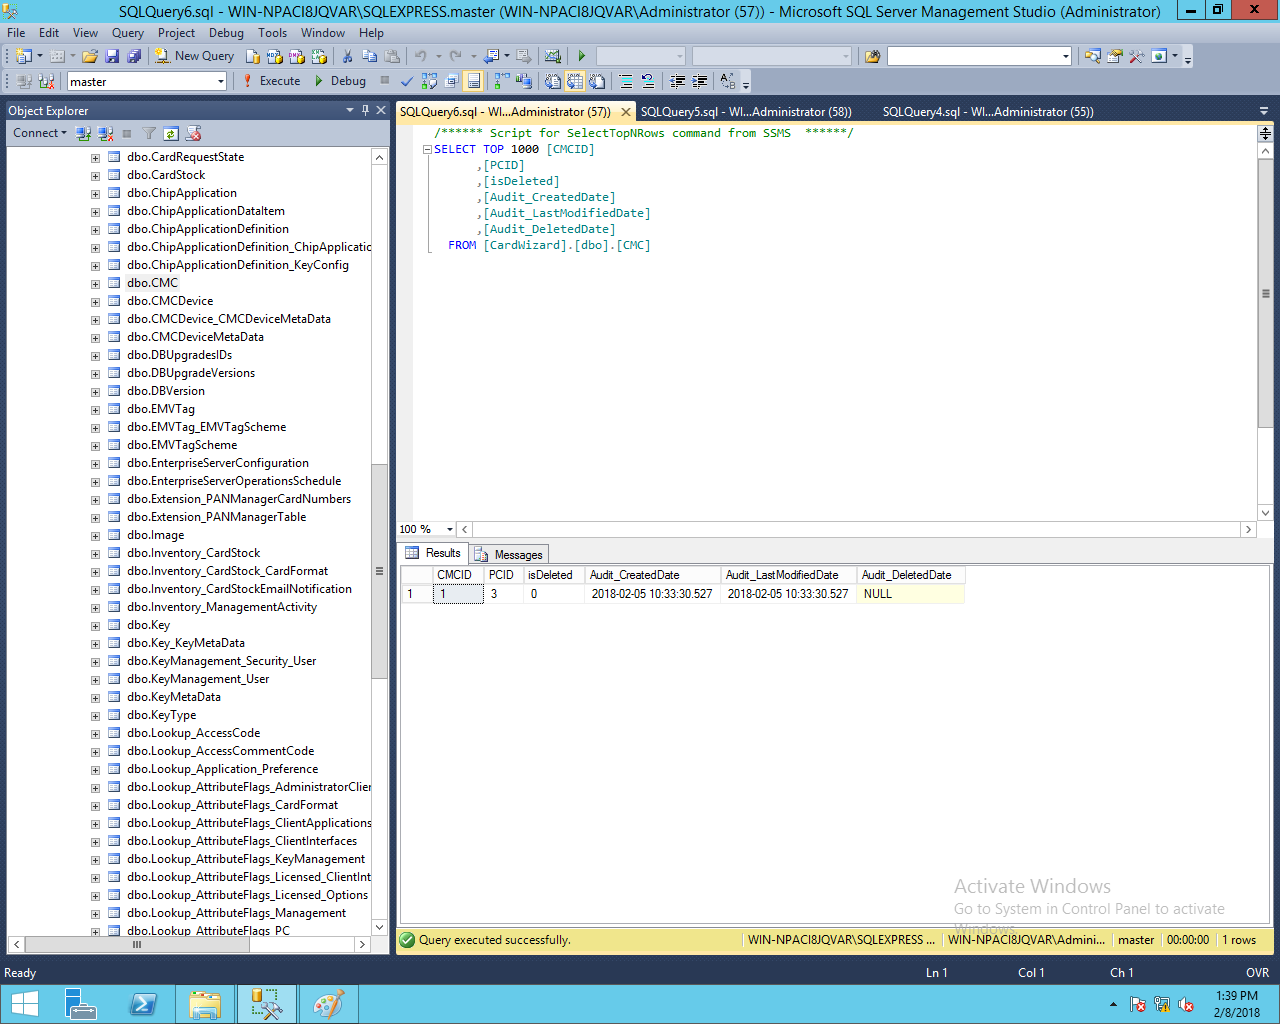 SQLQuery6.sql - WIN-NPACI8JQVAR\SQLEXPRESS.master (WIN-NPACI8JQVAR\Administrator (57)) - Microsoft SQL Server Management Studio (Administrator)
File Edit View Query Project Debug Tools Window Help
New Query
master Execute Debug
Object Explorer
Connect
dbo.CardRequestState
dbo.CardStock
dbo.ChipApplication
dbo.ChipApplicationDataItem
dbo.ChipApplicationDefinition
dbo.ChipApplicationDefinition_ChipApplicatic
dbo.ChipApplicationDefinition_KeyConfig
dbo.CMC
dbo.CMCDevice
dbo.CMCDevice_CMCDeviceMetaData
dbo.CMCDeviceMetaData
dbo.DBUpgradesIDs
dbo.DBUpgradeVersions
dbo.DBVersion
dbo.EMVTag
dbo.EMVTag_EMVTagScheme
dbo.EMVTagScheme
dbo.EnterpriseServerConfiguration
dbo.EnterpriseServerOperationsSchedule
dbo.Extension_PANManagerCardNumbers
dbo.Extension_PANManagerTable
dbo.Image
dbo.Inventory_CardStock
dbo.Inventory_CardStock_CardFormat
dbo.Inventory_CardStockEmailNotification
dbo.Inventory_ManagementActivity
dbo.Key
dbo.Key_KeyMetaData
dbo.KeyManagement_Security_User
dbo.KeyManagement_User
dbo.KeyMetaData
dbo.KeyType
dbo.Lookup_AccessCode
dbo.Lookup_AccessCommentCode
dbo.Lookup_Application_Preference
dbo.Lookup_AttributeFlags_AdministratorClier
dbo.Lookup_AttributeFlags_CardFormat
dbo.Lookup_AttributeFlags_ClientApplications
dbo.Lookup_AttributeFlags_ClientInterfaces
dbo.Lookup_AttributeFlags_KeyManagement
dbo.Lookup_AttributeFlags_Licensed_ClientInt
dbo.Lookup_AttributeFlags_Licensed_Options
dbo.Lookup_AttributeFlags_Management
dbo.Lookup_AttributeFlags_PC
SQLQuery6.sql - WI...Administrator (57)) SQLQuery5.sql - WI...Administrator (58)) SQLQuery4.sql - WI...Administrator (55))
/****** Script for SelectTopNRows command from SSMS ******/
SELECT TOP 1000 [CMCID]
,[PCID]
,[isDeleted]
,[Audit_CreatedDate]
,[Audit_LastModifiedDate]
,[Audit_DeletedDate]
FROM [CardWizard].[dbo].[CMC]
100 %
Results Messages
CMCID PCID isDeleted Audit_CreatedDate Audit_LastModifiedDate Audit_DeletedDate
1 1 3 0 2018-02-05 10:33:30.527 2018-02-05 10:33:30.527 NULL
Activate Windows
Go to System in Control Panel to activate
Windows.
Query executed successfully. WIN-NPACI8JQVAR\SQLEXPRESS ... WIN-NPACI8JQVAR\Admini... master 00:00:00 1 rows
Ready Ln 1 Col 1 Ch 1 OVR
1:39 PM
2/8/2018